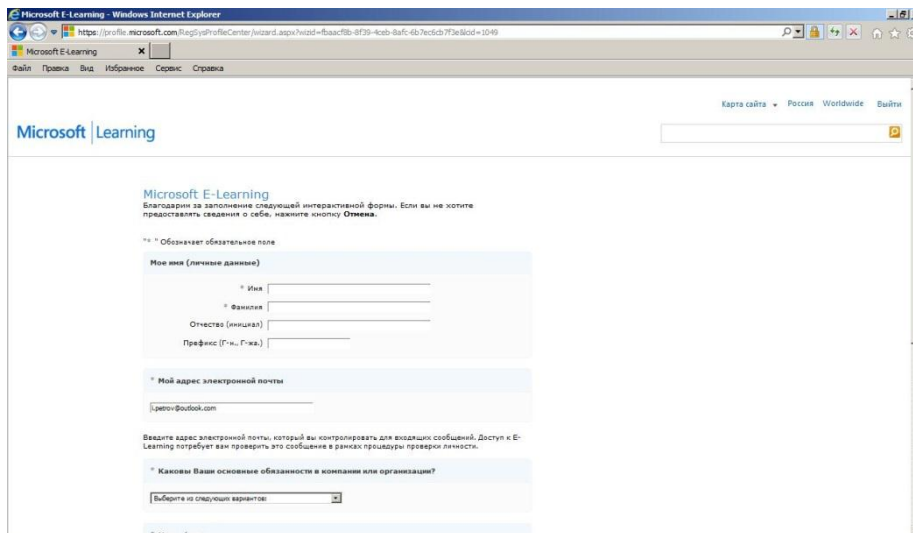 Microsoft E-Learning - Windows Internet Explorer
https://profile.microsoft.com/RegSysProfileCenter/wizard.aspx?wizid=fbaacf8b-8f39-4ceb-8afc-6b7ec6cb7f3e&lcid=1049
Microsoft E-Learning
Файл Правка Вид Избранное Сервис Справка
Карта сайта Россия Worldwide Выйти
Microsoft Learning
Microsoft E-Learning
Благодарим за заполнение следующей интерактивной формы. Если вы не хотите
предоставлять сведения о себе, нажмите кнопку Отмена.
"* " Обозначает обязательное поле
Мое имя (личные данные)
* Имя
* Фамилия
Отчество (инициал)
Префикс (Г-н., Г-жа.)
* Мой адрес электронной почты
i.petrov@outlook.com
Введите адрес электронной почты, который вы контролировать для входящих сообщений. Доступ к E-
Learning потребует вам проверить это сообщение в рамках процедуры проверки личности.
* Каковы Ваши основные обязанности в компании или организации?
Выберите из следующих вариантов: